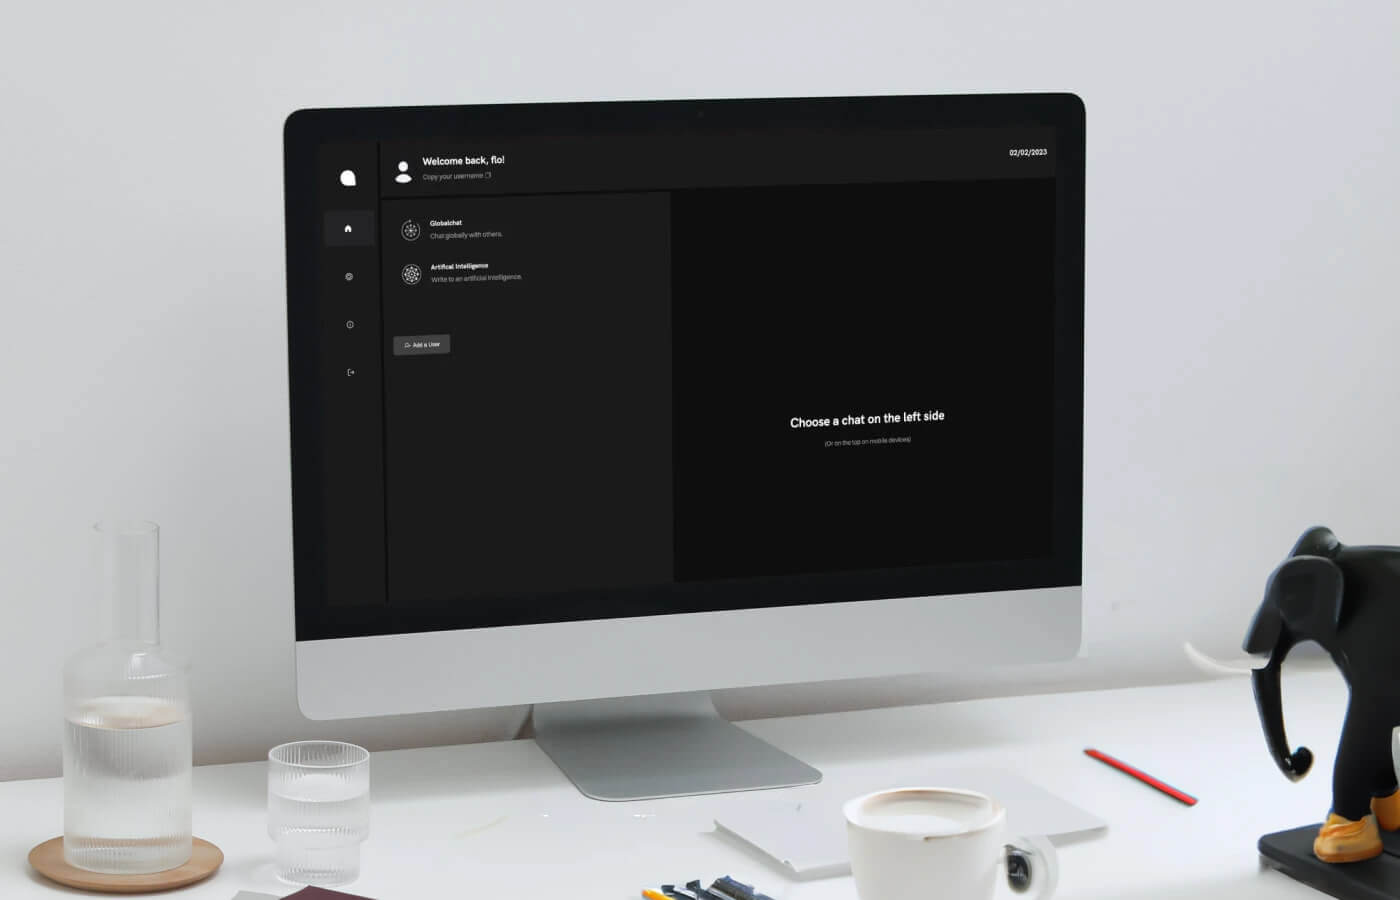 Welcome back, flo!
Copy your username
02/02/2023
Globalchat
Chat globally with others.
Artifical Intelligence
Write to an artificial intelligence.
Add a User
Choose a chat on the left side
(Or on the top on mobile devices)